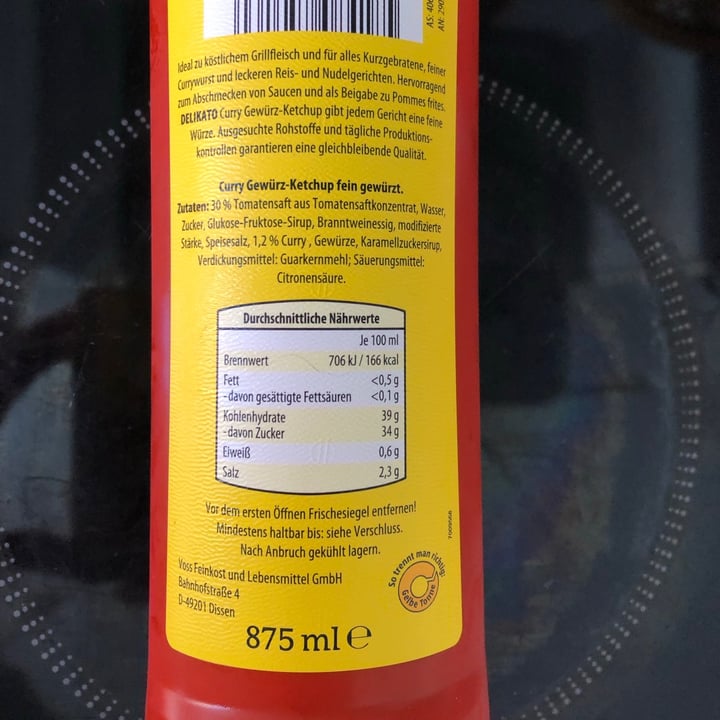 AS: 
AN: 
Ideal zu köstlichem Grillfleisch und für alles Kurzgebratene, feiner
Currywurst und leckeren Reis- und Nudelgerichten. Hervorragend
zum Abschmecken von Saucen und als Beigabe zu Pommes frites.
DELIKATO Curry Gewürz-Ketchup gibt jedem Gericht eine feine
Würze. Ausgesuchte Rohstoffe und tägliche Produktions-
kontrollen garantieren eine gleichbleibende Qualität.
Curry Gewürz-Ketchup fein gewürzt.
Zutaten: 30 % Tomatensaft aus Tomatensaftkonzentrat, Wasser,
Zucker, Glukose-Fruktose-Sirup, Branntweinessig, modifizierte
Stärke, Speisesalz, 1,2 % Curry , Gewürze, Karamellzuckersirup,
Verdickungsmittel: Guarkernmehl; Säuerungsmittel:
Citronensäure.
Durchschnittliche Nährwerte
Je 100 ml
Brennwert 706 kJ / 166 kcal
Fett <0,5 g
-davon gesättigte Fettsäuren <0,1 g
Kohlenhydrate 39 g
-davon Zucker 34 g
Eiweiß 0,6 g
Salz 2,3 g
Vor dem ersten Öffnen Frischesiegel entfernen!
Mindestens haltbar bis: siehe Verschluss.
Nach Anbruch gekühlt lagern.
Voss Feinkost und Lebensmittel GmbH
Bahnhofstraße 4
D-49201 Dissen
So trennt man richtig:
Gelbe Tonne
875 ml e